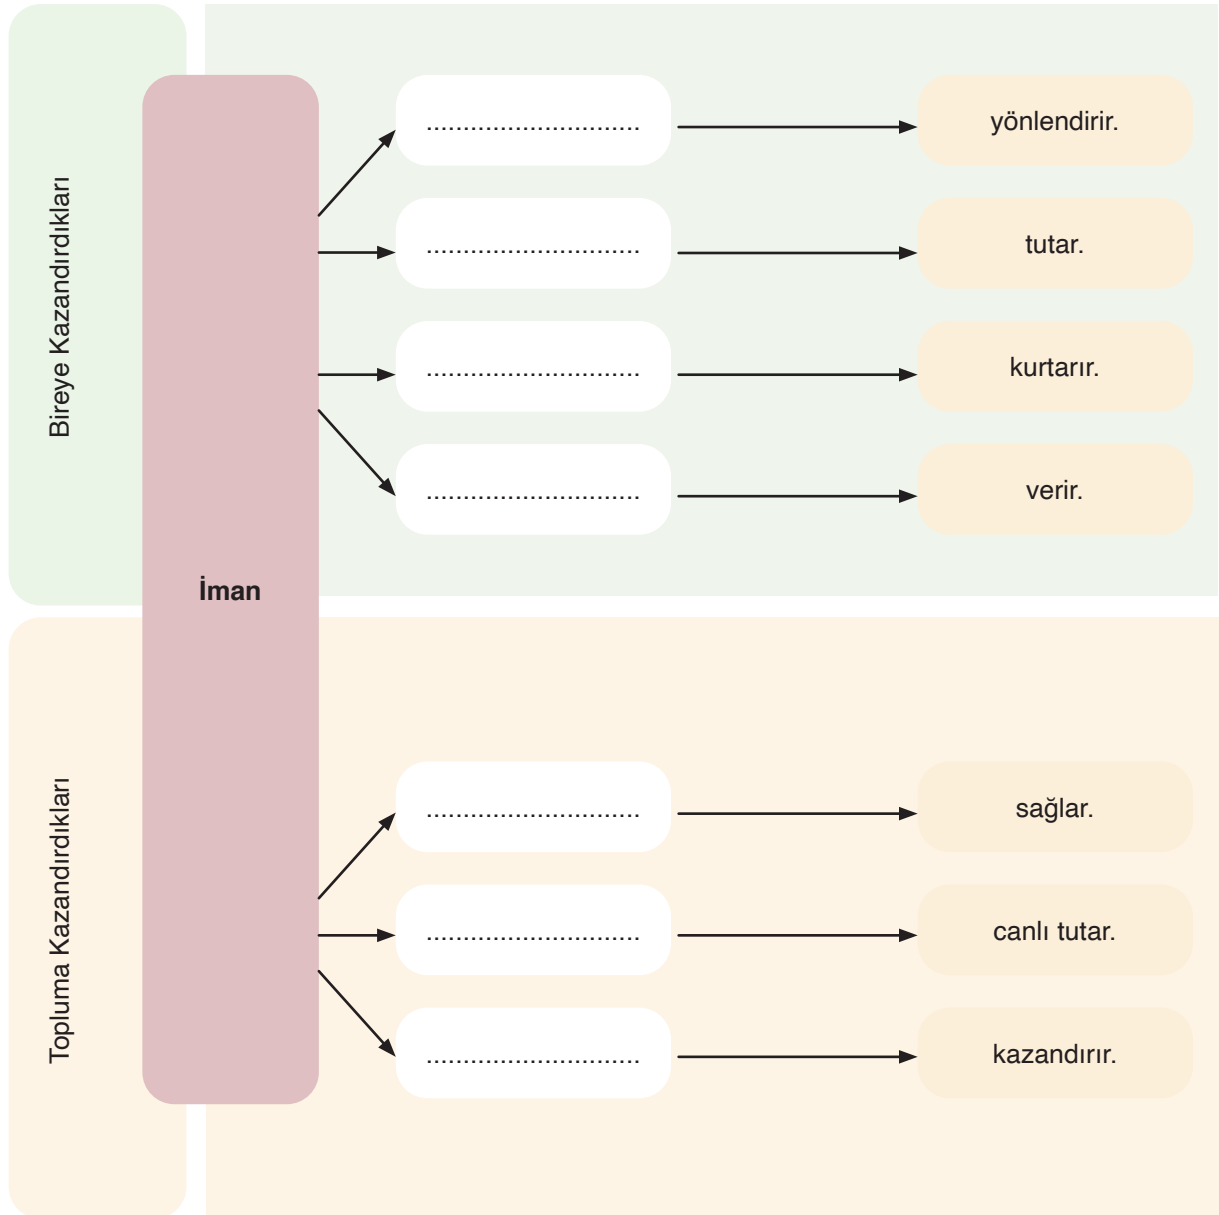 Bireye Kazandırdıkları
İman
.............................
yönlendirir.
.............................
tutar.
.............................
kurtarır.
.............................
verir.
Topluma Kazandırdıkları
.............................
sağlar.
.............................
canlı tutar.
.............................
kazandırır.